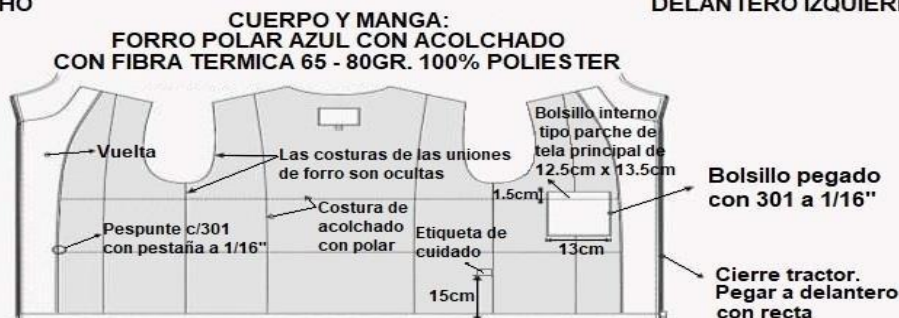 HO
DELANTERO IZQUIER
CUERPO Y MANGA:
FORRO POLAR AZUL CON ACOLCHADO
CON FIBRA TERMICA 65 - 80GR. 100% POLIESTER
Vuelta
Las costuras de las uniones
de forro son ocultas
Bolsillo interno
tipo parche de
tela principal de
12.5cm x 13.5cm
Bolsillo pegado
con 301 a 1/16"
1.5cm
Costura de
acolchado
con polar
Pespunte c/301
con pestaña a 1/16"
Etiqueta de
cuidado
13cm
15cm
Cierre tractor.
Pegar a delantero
con recta